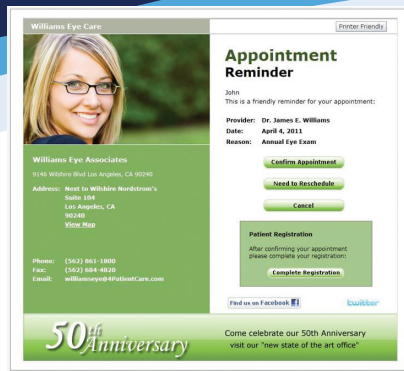 Williams Eye Care
Printer Friendly
Appointment
Reminder
John
This is a friendly reminder for your appointment:
Provider: Dr. James E. Williams
Date: April 4, 2011
Reason: Annual Eye Exam
Confirm Appointment
Need to Reschedule
Cancel
Patient Registration
After confirming your appointment
please complete your registration:
Complete Registration
Find us on Facebook
twitter
Williams Eye Associates
9146 Wilshire Blvd Los Angeles, CA 90240
Address: Next to Wilshire Nordstrom's
Suite 104
Los Angeles, CA
90240
View Map
Phone: (562) 861-1800
Fax: (562) 684-4820
Email: williamseye@4PatientCare.com
50th Anniversary
Come celebrate our 50th Anniversary
visit our "new state of the art office"